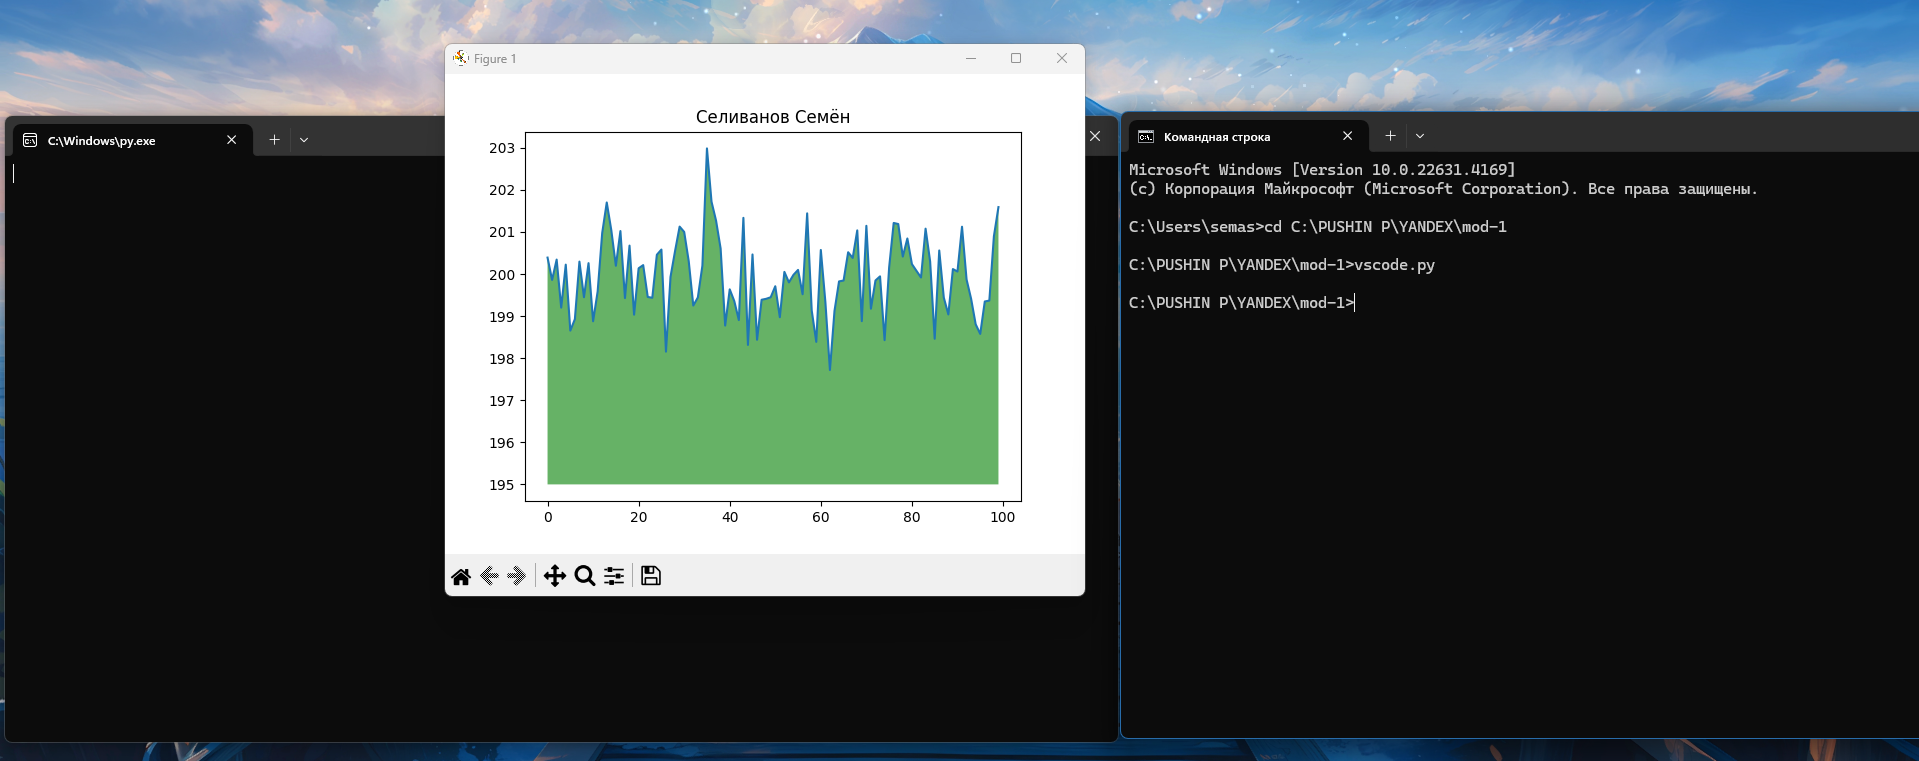 Figure 1
Селиванов Семён
203
202
201
200
199
198
197
196
195
0 20 40 60 80 100
C:\Windows\py.exe
Командная строка
Microsoft Windows [Version 10.0.22631.4169]
(c) Корпорация Майкрософт (Microsoft Corporation). Все права защищены.
C:\Users\semas>cd C:\PUSHIN P\YANDEX\mod-1
C:\PUSHIN P\YANDEX\mod-1>vscode.py
C:\PUSHIN P\YANDEX\mod-1>